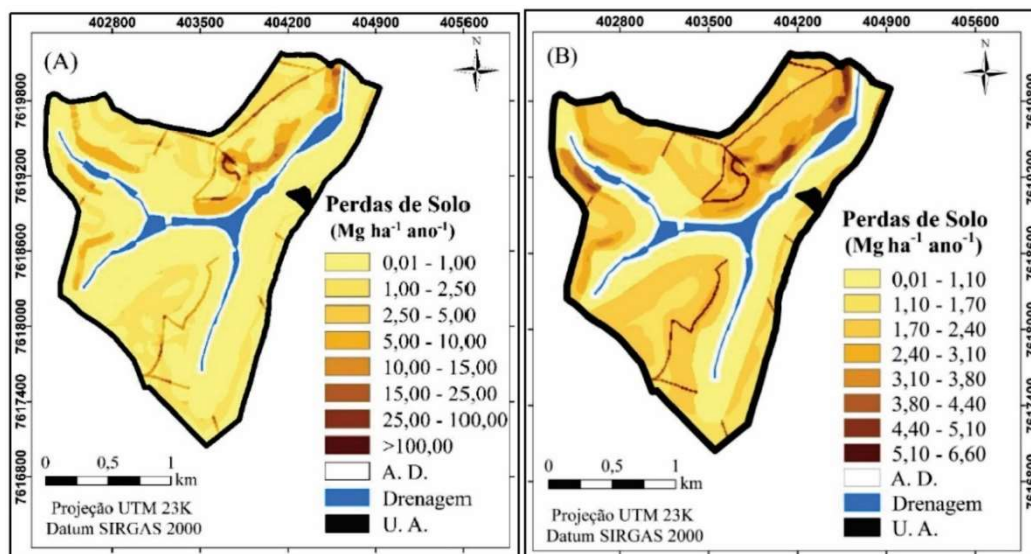 402800 403500 404200 404900 405600
(A)
N
7619800
7619200
7618600
7618000
7617400
7616800
Perdas de Solo
(Mg ha⁻¹ ano⁻¹)
0,01 - 1,00
1,00 - 2,50
2,50 - 5,00
5,00 - 10,00
10,00 - 15,00
15,00 - 25,00
25,00 - 100,00
>100,00
A. D.
Drenagem
U. A.
0 0,5 1
km
Projeção UTM 23K
Datum SIRGAS 2000
402800 403500 404200 404900 405600
(B)
N
Perdas de Solo
(Mg ha⁻¹ ano⁻¹)
0,01 - 1,10
1,10 - 1,70
1,70 - 2,40
2,40 - 3,10
3,10 - 3,80
3,80 - 4,40
4,40 - 5,10
5,10 - 6,60
A. D.
Drenagem
U. A.
0 0,5 1
km
Projeção UTM 23K
Datum SIRGAS 2000
7618600
7617400